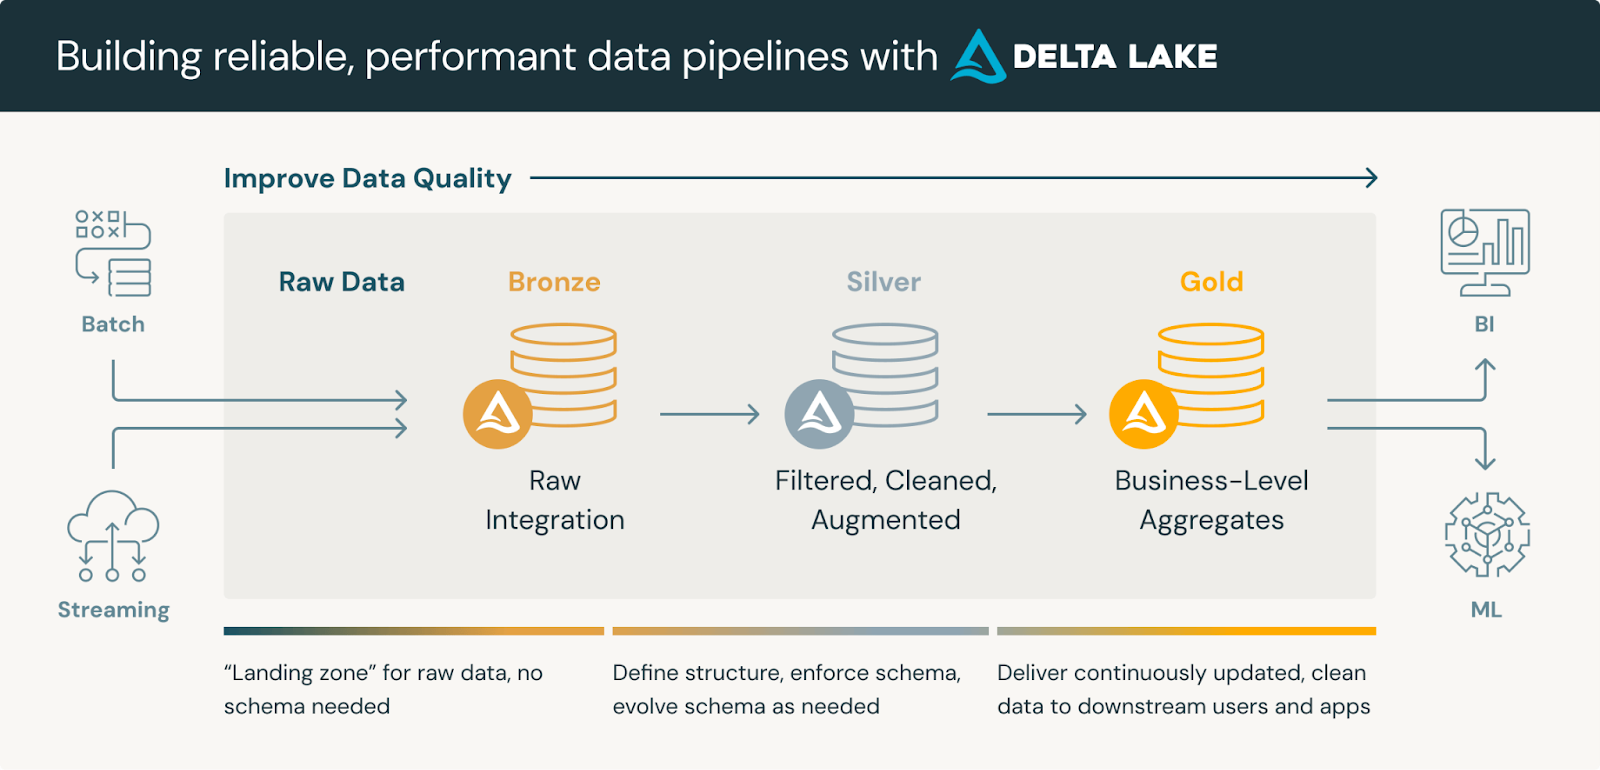 Building reliable, performant data pipelines with DELTA LAKE
Improve Data Quality
Batch
Streaming
Raw Data
Bronze
Raw
Integration
Silver
Filtered, Cleaned,
Augmented
Gold
Business-Level
Aggregates
BI
ML
“Landing zone” for raw data, no
schema needed
Define structure, enforce schema,
evolve schema as needed
Deliver continuously updated, clean
data to downstream users and apps